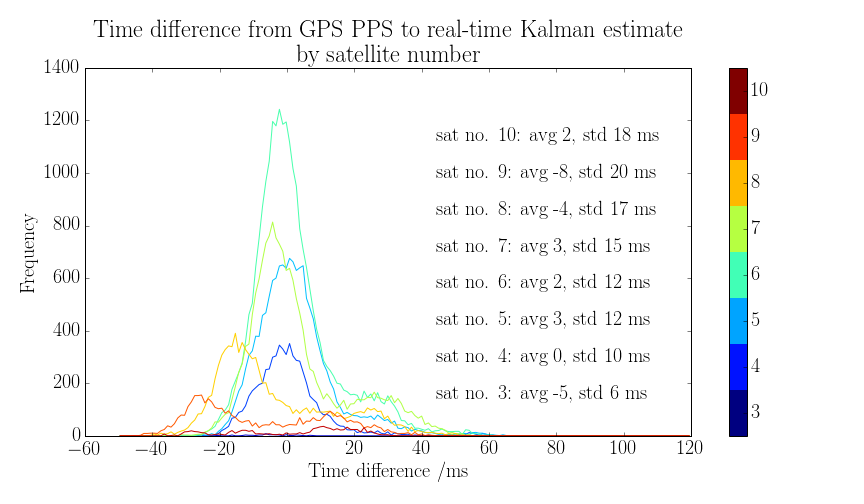 Time difference from GPS PPS to real-time Kalman estimate
by satellite number
1400
1200
1000
800
600
400
200
0
Frequency
sat no. 10: avg 2, std 18 ms
sat no. 9: avg -8, std 20 ms
sat no. 8: avg -4, std 17 ms
sat no. 7: avg 3, std 15 ms
sat no. 6: avg 2, std 12 ms
sat no. 5: avg 3, std 12 ms
sat no. 4: avg 0, std 10 ms
sat no. 3: avg -5, std 6 ms
−60 −40 −20 0 20 40 60 80 100 120
Time difference /ms
10
9
8
7
6
5
4
3